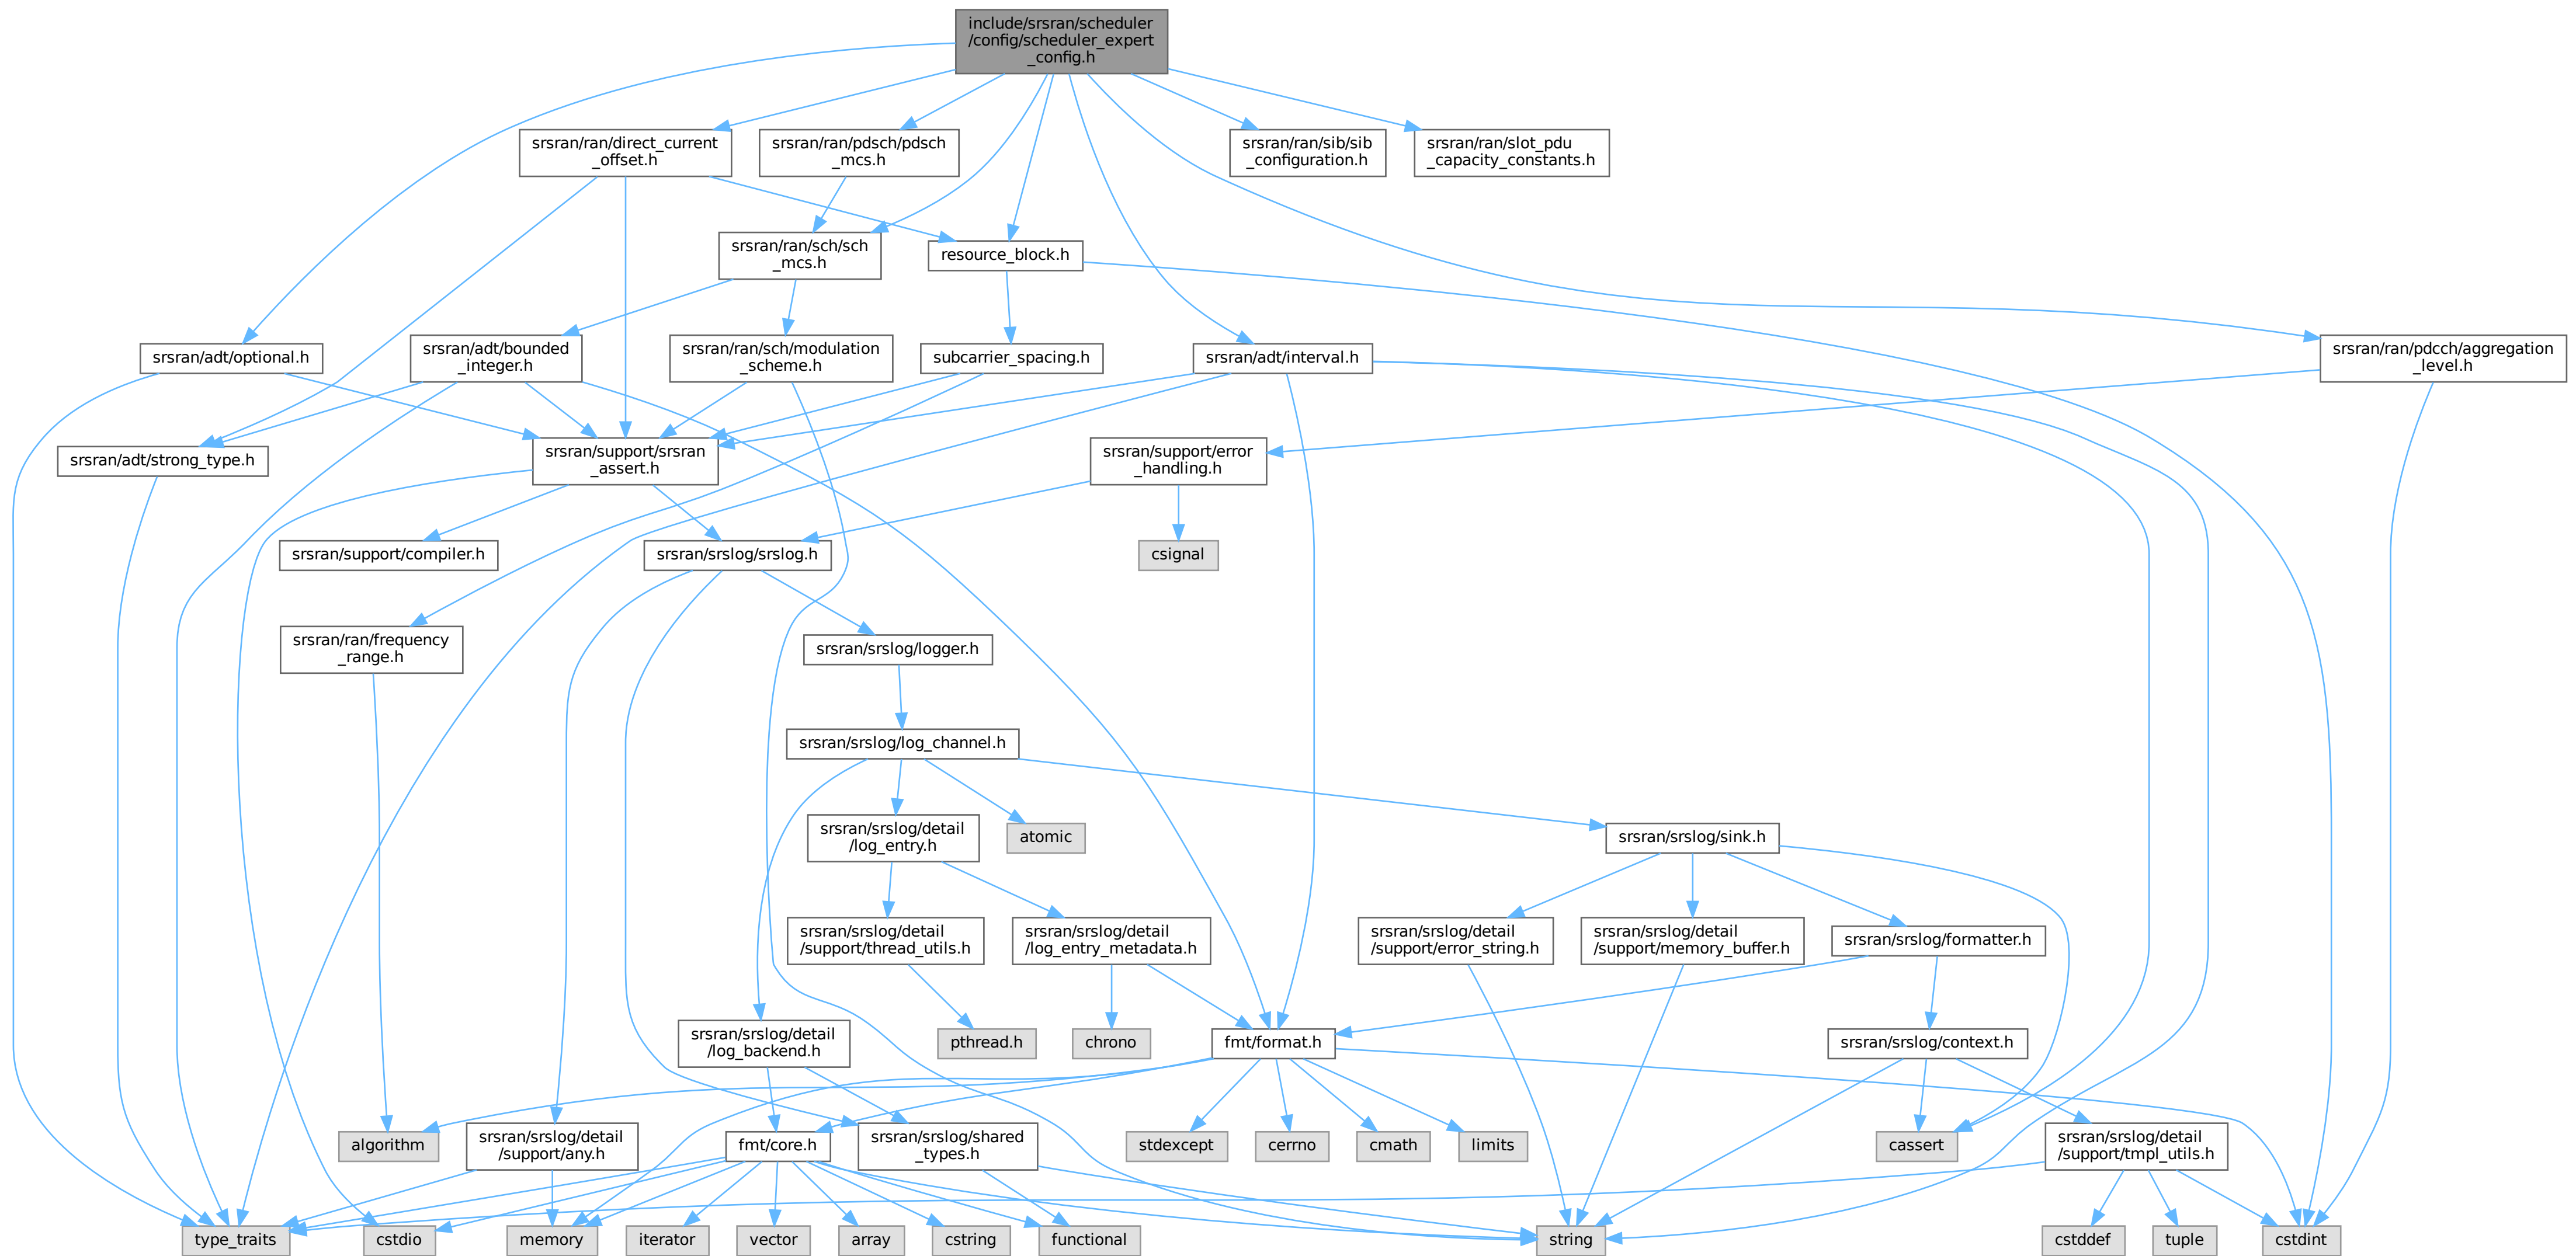 include/srsran/scheduler
/config/scheduler_expert
_config.h
srsran/ran/direct_current
_offset.h
srsran/ran/pdsch/pdsch
_mcs.h
srsran/ran/sib/sib
_configuration.h
srsran/ran/slot_pdu
_capacity_constants.h
srsran/ran/sch/sch
_mcs.h
resource_block.h
srsran/adt/optional.h
srsran/adt/bounded
_integer.h
srsran/ran/sch/modulation
_scheme.h
subcarrier_spacing.h
srsran/adt/interval.h
srsran/ran/pdcch/aggregation
_level.h
srsran/adt/strong_type.h
srsran/support/srsran
_assert.h
srsran/support/error
_handling.h
srsran/support/compiler.h
srsran/srslog/srslog.h
csignal
srsran/ran/frequency
_range.h
srsran/srslog/logger.h
srsran/srslog/log_channel.h
srsran/srslog/detail
/log_entry.h
atomic
srsran/srslog/sink.h
srsran/srslog/detail
/support/thread_utils.h
srsran/srslog/detail
/log_entry_metadata.h
srsran/srslog/detail
/support/error_string.h
srsran/srslog/detail
/support/memory_buffer.h
srsran/srslog/formatter.h
srsran/srslog/detail
/log_backend.h
pthread.h
chrono
fmt/format.h
srsran/srslog/context.h
algorithm
srsran/srslog/detail
/support/any.h
fmt/core.h
srsran/srslog/shared
_types.h
stdexcept
cerrno
cmath
limits
cassert
srsran/srslog/detail
/support/tmpl_utils.h
type_traits
cstdio
memory
iterator
vector
array
cstring
functional
string
cstddef
tuple
cstdint